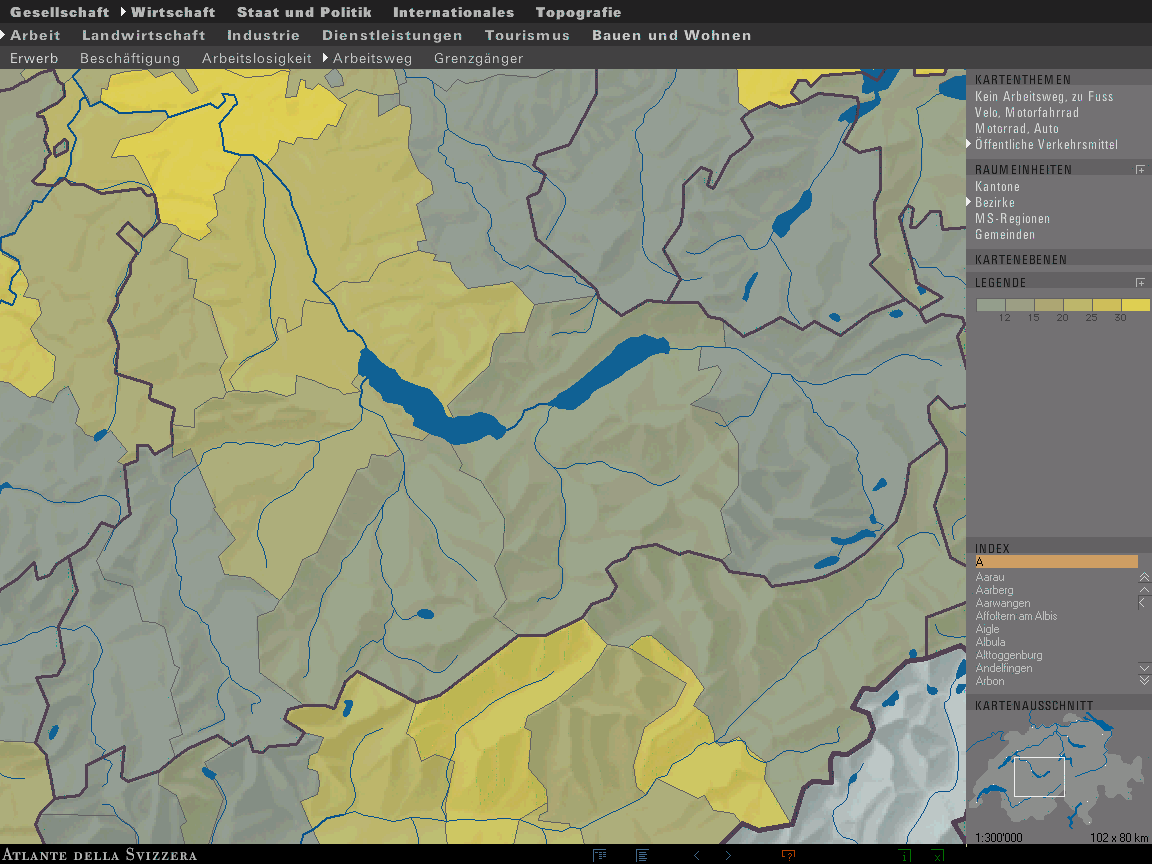 Gesellschaft Wirtschaft Staat und Politik Internationales Topografie
Arbeit Landwirtschaft Industrie Dienstleistungen Tourismus Bauen und Wohnen
Erwerb Beschäftigung Arbeitslosigkeit Arbeitsweg Grenzgänger
KARTENTHEMEN
Kein Arbeitsweg, zu Fuss
Velo, Motorfahrrad
Motorrad, Auto
Öffentliche Verkehrsmittel
RAUMEINHEITEN
Kantone
Bezirke
MS-Regionen
Gemeinden
KARTENEBENEN
LEGENDE
12 15 20 25 30
INDEX
A
Aarau
Aarberg
Aarwangen
Affoltern am Albis
Aigle
Albula
Alttoggenburg
Andelfingen
Arbon
KARTENAUSSCHNITT
1:300'000 102 x 80 km
ATLANTE DELLA SVIZZERA